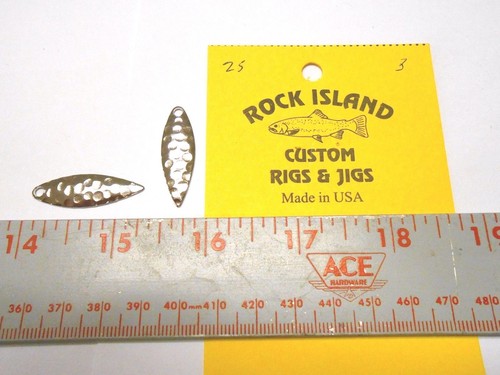 25 3
ROCK ISLAND
CUSTOM
RIGS & JIGS
Made in USA
14 15 16 17 18 19
ACE
HARDWARE
360 370 380 390 400mm 410 420 430 440 450 460 470 480